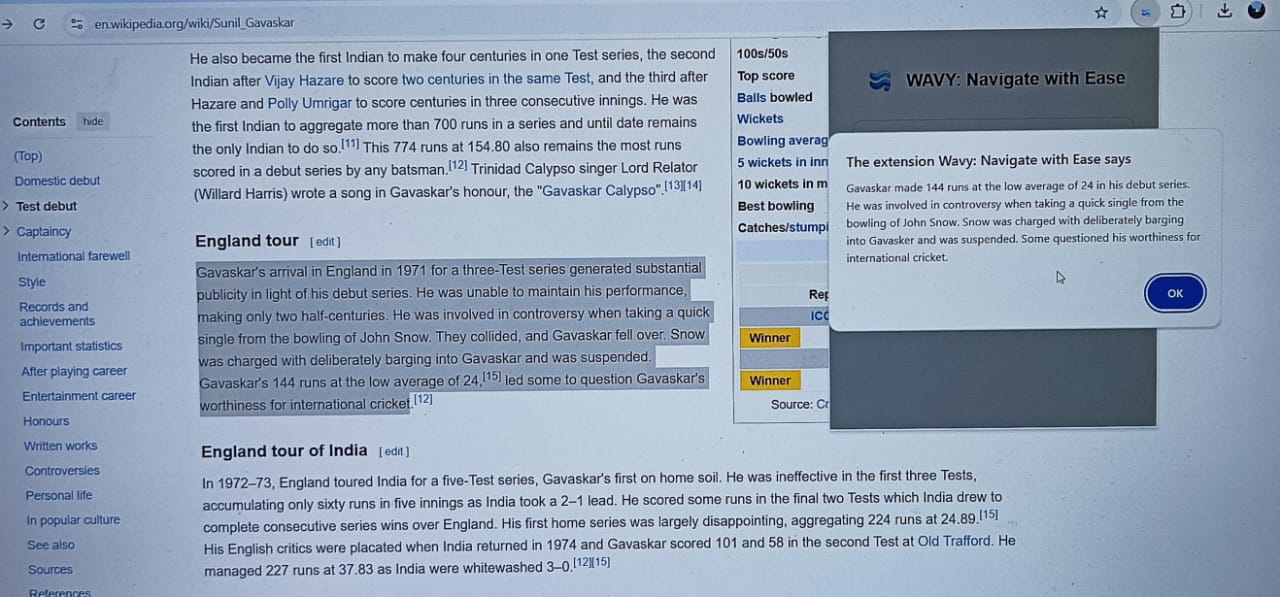 en.wikipedia.org/wiki/Sunil_Gavaskar
Contents hide
(Top)
Domestic debut
Test debut
Captaincy
International farewell
Style
Records and
achievements
Important statistics
After playing career
Entertainment career
Honours
Written works
Controversies
Personal life
In popular culture
See also
Sources
References
He also became the first Indian to make four centuries in one Test series, the second
Indian after Vijay Hazare to score two centuries in the same Test, and the third after
Hazare and Polly Umrigar to score centuries in three consecutive innings. He was
the first Indian to aggregate more than 700 runs in a series and until date remains
the only Indian to do so.[11] This 774 runs at 154.80 also remains the most runs
scored in a debut series by any batsman.[12] Trinidad Calypso singer Lord Relator
(Willard Harris) wrote a song in Gavaskar's honour, the "Gavaskar Calypso".[13][14]
England tour [edit]
Gavaskar's arrival in England in 1971 for a three-Test series generated substantial
publicity in light of his debut series. He was unable to maintain his performance,
making only two half-centuries. He was involved in controversy when taking a quick
single from the bowling of John Snow. They collided, and Gavaskar fell over. Snow
was charged with deliberately barging into Gavaskar and was suspended.
Gavaskar's 144 runs at the low average of 24,[15] led some to question Gavaskar's
worthiness for international cricket.[12]
England tour of India [edit]
In 1972–73, England toured India for a five-Test series, Gavaskar's first on home soil. He was ineffective in the first three Tests,
accumulating only sixty runs in five innings as India took a 2–1 lead. He scored some runs in the final two Tests which India drew to
complete consecutive series wins over England. His first home series was largely disappointing, aggregating 224 runs at 24.89.[15]
His English critics were placated when India returned in 1974 and Gavaskar scored 101 and 58 in the second Test at Old Trafford. He
managed 227 runs at 37.83 as India were whitewashed 3–0.[12][15]
100s/50s
Top score
Balls bowled
Wickets
Bowling averag
5 wickets in inn
10 wickets in m
Best bowling
Catches/stumpi
Rep
ICC
Winner
Winner
Source: Cr
WAVY: Navigate with Ease
The extension Wavy: Navigate with Ease says
Gavaskar made 144 runs at the low average of 24 in his debut series.
He was involved in controversy when taking a quick single from the
bowling of John Snow. Snow was charged with deliberately barging
into Gavasker and was suspended. Some questioned his worthiness for
international cricket.
OK